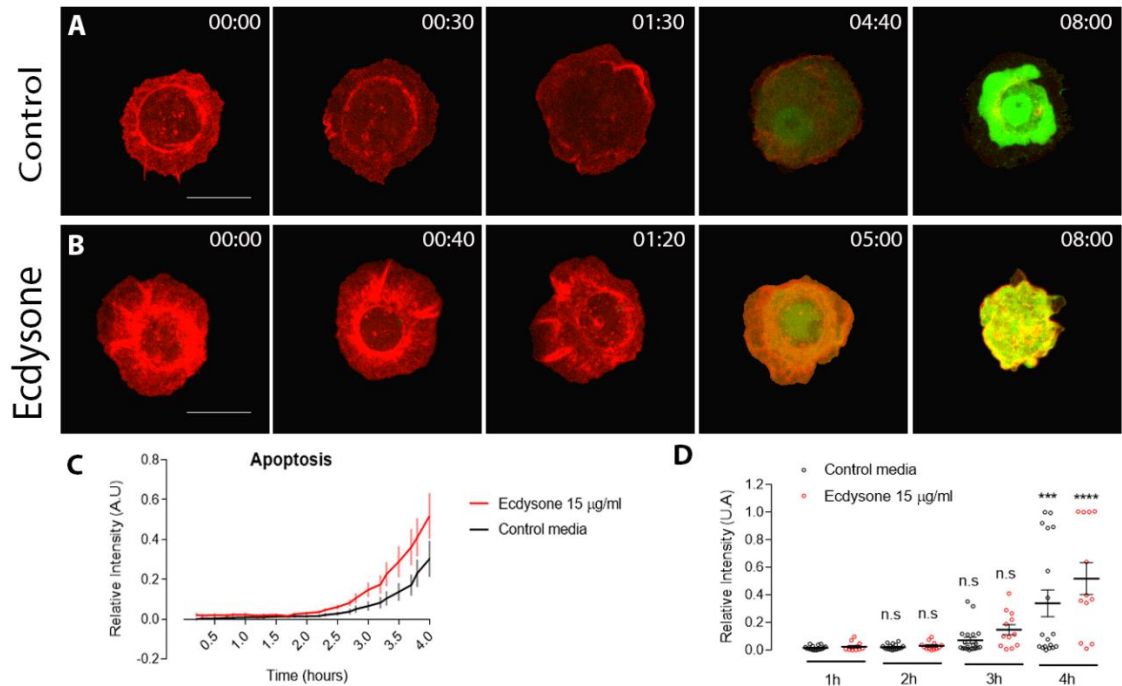 Control
A
00:00
00:30
01:30
04:40
08:00
Ecdysone
B
00:00
00:40
01:20
05:00
08:00
C
Apoptosis
Relative Intensity (A.U)
0.8
0.6
0.4
0.2
0.0
-0.2
0.5
1.0
1.5
2.0
2.5
3.0
3.5
4.0
Time (hours)
Ecdysone 15 μg/ml
Control media
D
Control media
Ecdysone 15 μg/ml
Relative Intensity (U.A)
1.2
1.0
0.8
0.6
0.4
0.2
0.0
n.s
n.s
n.s
n.s
***
****
1h
2h
3h
4h